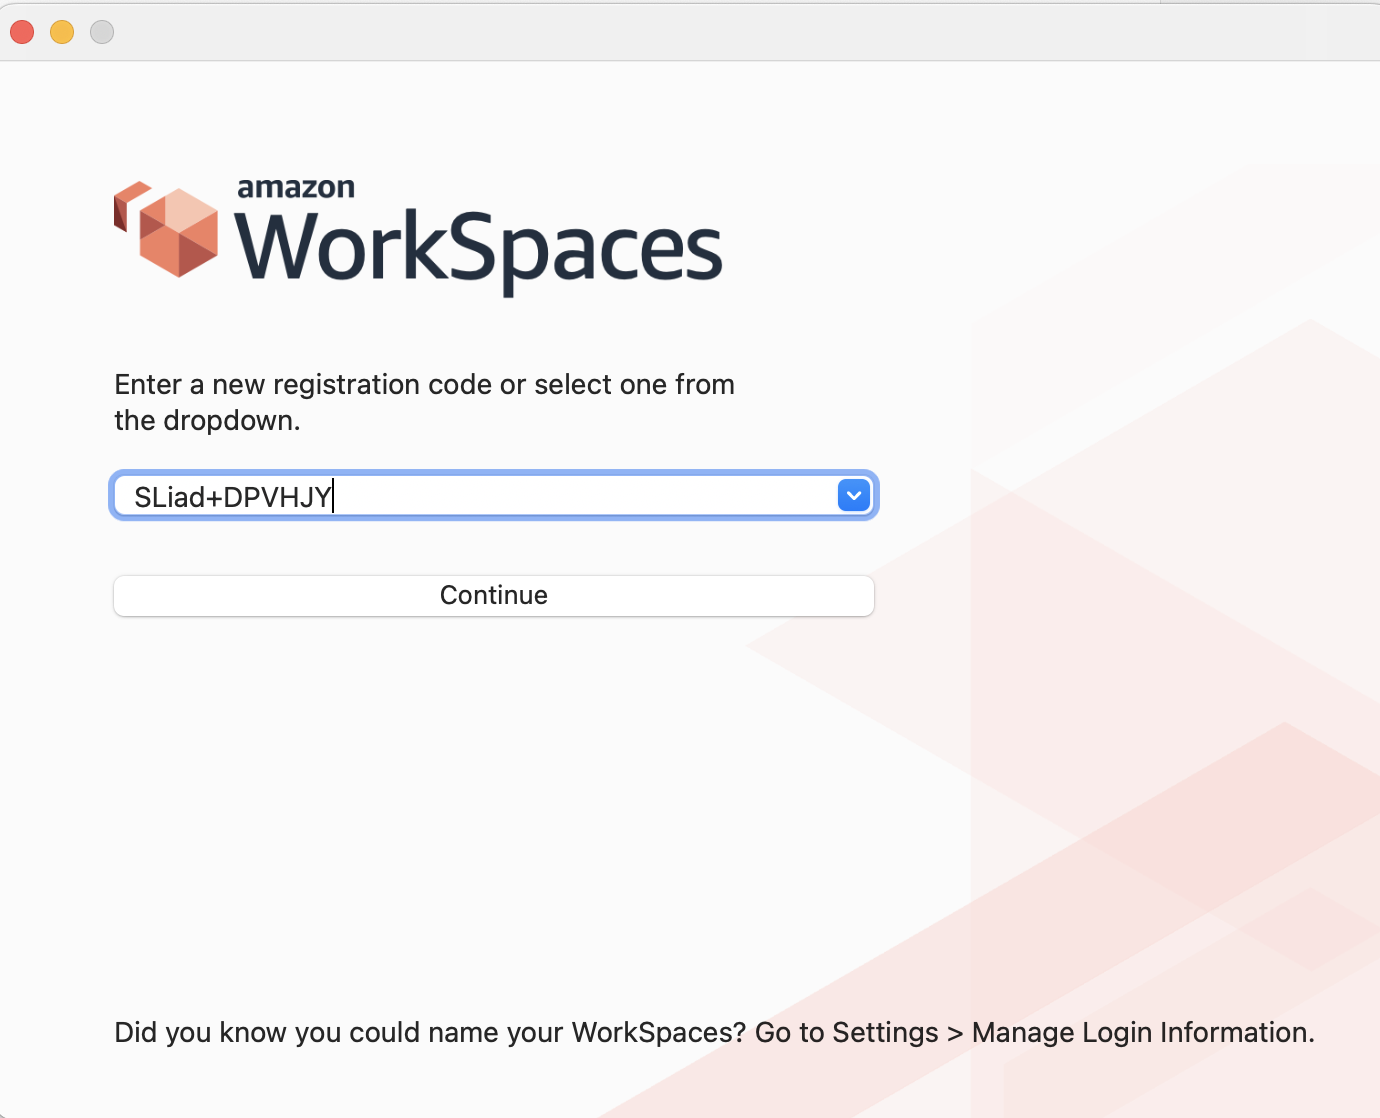 amazon
WorkSpaces
Enter a new registration code or select one from
the dropdown.
SLiad+DPVHJY
Continue
Did you know you could name your WorkSpaces? Go to Settings > Manage Login Information.